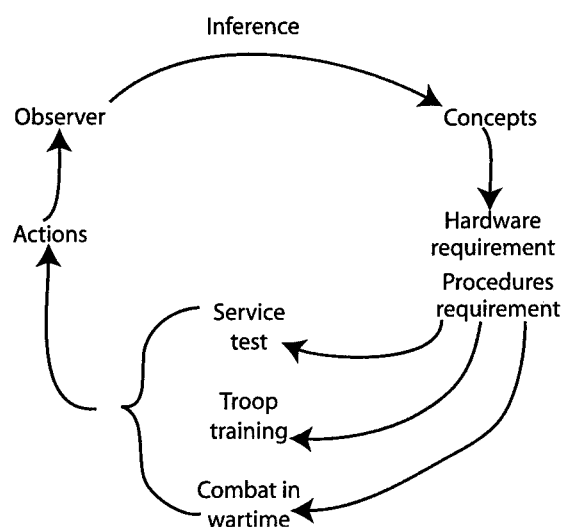 Inference
Observer
Concepts
Actions
Hardware
requirement
Procedures
requirement
Service
test
Troop
training
Combat in
wartime